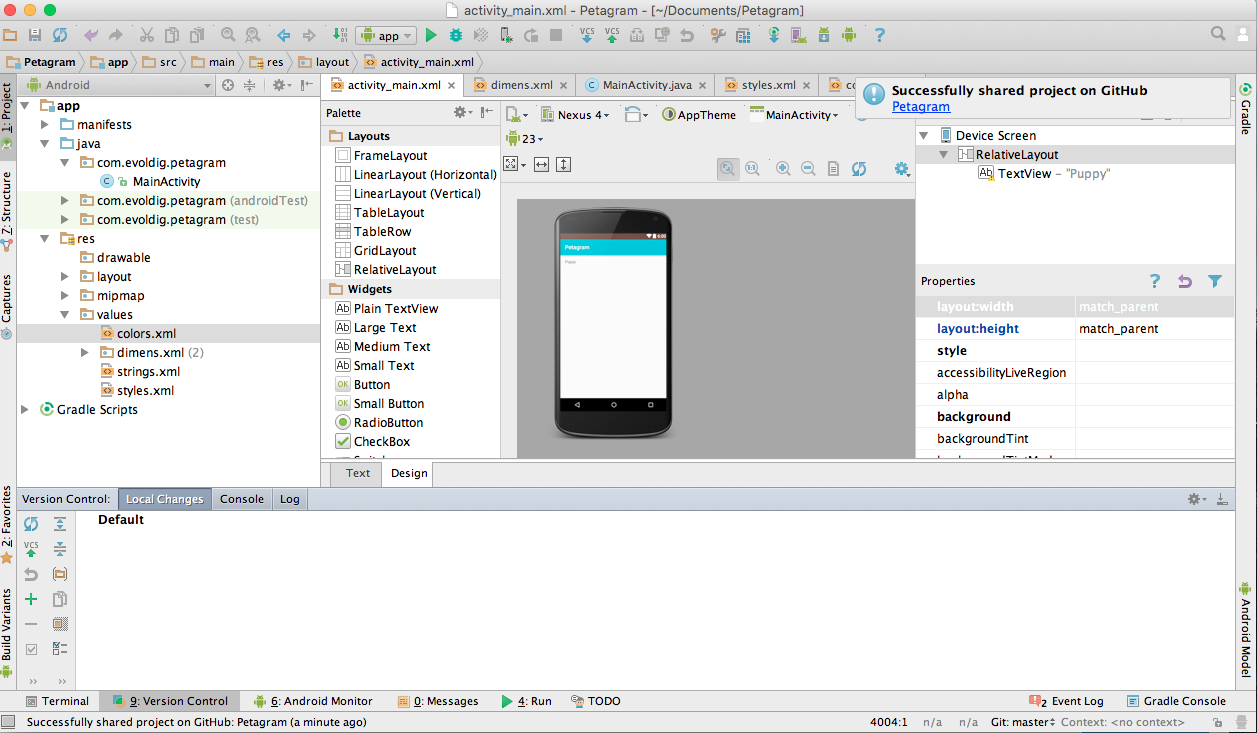 activity_main.xml - Petagram - [~/Documents/Petagram]
app
VCS VCS
Petagram app src main res layout activity_main.xml
Android
activity_main.xml dimens.xml MainActivity.java styles.xml co
Successfully shared project on GitHub
Petagram
1: Project
7: Structure
Captures
2: Favorites
Build Variants
app
manifests
java
com.evoldig.petagram
MainActivity
com.evoldig.petagram (androidTest)
com.evoldig.petagram (test)
res
drawable
layout
mipmap
values
colors.xml
dimens.xml (2)
strings.xml
styles.xml
Gradle Scripts
Palette
Layouts
FrameLayout
LinearLayout (Horizontal)
LinearLayout (Vertical)
TableLayout
TableRow
GridLayout
RelativeLayout
Widgets
Plain TextView
Large Text
Medium Text
Small Text
Button
Small Button
RadioButton
CheckBox
Nexus 4 AppTheme MainActivity
23
Petagram
Puppy
6:00
Text Design
Device Screen
RelativeLayout
TextView - "Puppy"
Properties
layout:width match_parent
layout:height match_parent
style
accessibilityLiveRegion
alpha
background
backgroundTint
Gradle
Android Model
Version Control: Local Changes Console Log
Default
VCS
Terminal 9: Version Control 6: Android Monitor 0: Messages 4: Run TODO 2 Event Log Gradle Console
Successfully shared project on GitHub: Petagram (a minute ago) 4004:1 n/a n/a Git: master Context: <no context>